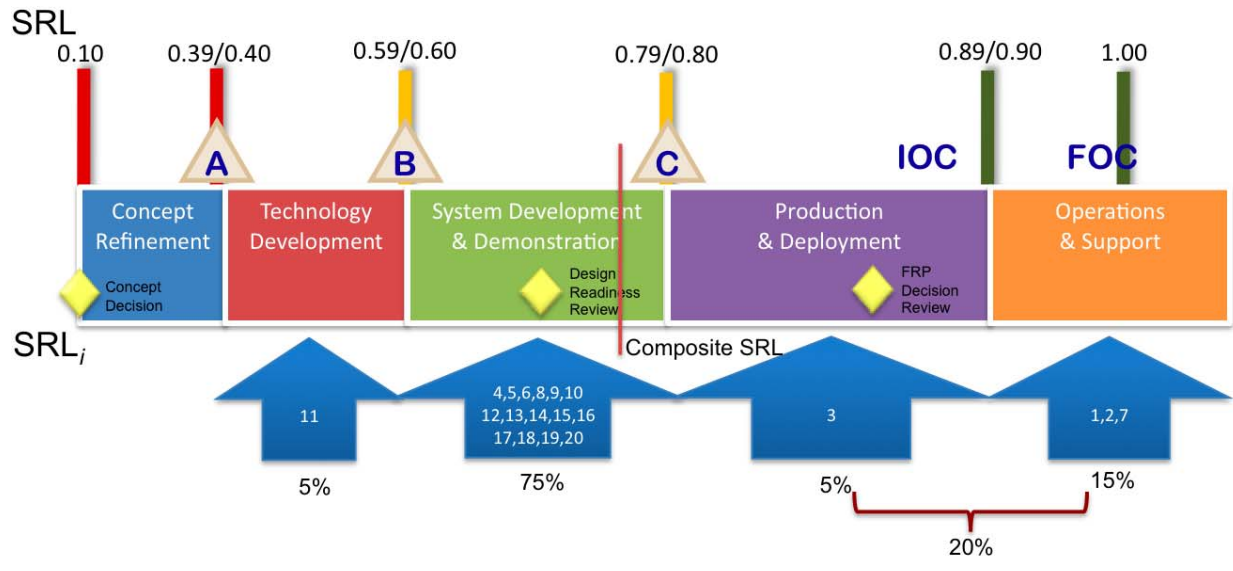 SRL
0.10
0.39/0.40
0.59/0.60
0.79/0.80
0.89/0.90
1.00
A
B
C
IOC
FOC
Concept
Refinement
Technology
Development
System Development
& Demonstration
Production
& Deployment
Operations
& Support
Concept
Decision
Design
Readiness
Review
FRP
Decision
Review
SRLi
Composite SRL
11
4,5,6,8,9,10
12,13,14,15,16
17,18,19,20
3
1,2,7
5%
75%
5%
15%
20%